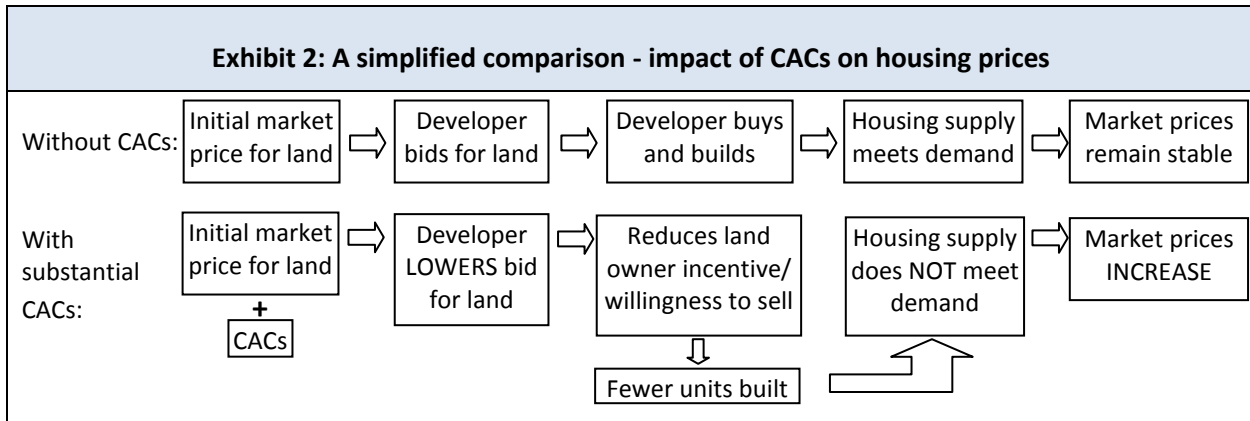 Exhibit 2: A simplified comparison - impact of CACs on housing prices
Without CACs:
Initial market
price for land
Developer
bids for land
Developer buys
and builds
Housing supply
meets demand
Market prices
remain stable
With
substantial
CACs:
Initial market
price for land
+
CACs
Developer
LOWERS bid
for land
Reduces land
owner incentive/
willingness to sell
Fewer units built
Housing supply
does NOT meet
demand
Market prices
INCREASE